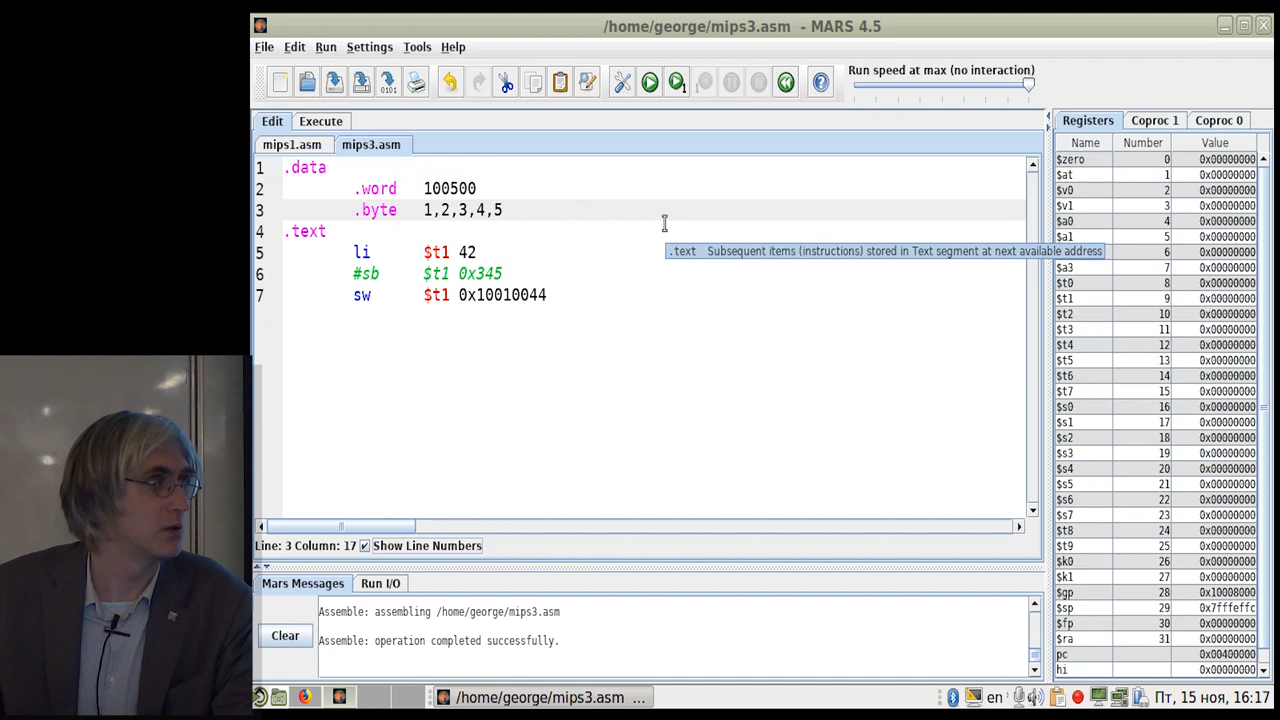 /home/george/mips3.asm - MARS 4.5
File Edit Run Settings Tools Help
Run speed at max (no interaction)
Edit Execute
mips1.asm mips3.asm
1 .data
2 .word 100500
3 .byte 1,2,3,4,5
4 .text
5 li $t1 42
6 #sb $t1 0x345
7 sw $t1 0x10010044
.text Subsequent items (instructions) stored in Text segment at next available address
Line: 3 Column: 17 Show Line Numbers
Mars Messages Run I/O
Assemble: assembling /home/george/mips3.asm
Clear
Assemble: operation completed successfully.
Registers Coproc 1 Coproc 0
Name Number Value
$zero 0 0x00000000
$at 1 0x00000000
$v0 2 0x00000000
$v1 3 0x00000000
$a0 4 0x00000000
$a1 5 0x00000000
6 0x00000000
$a3 7 0x00000000
$t0 8 0x00000000
$t1 9 0x00000000
$t2 10 0x00000000
$t3 11 0x00000000
$t4 12 0x00000000
$t5 13 0x00000000
$t6 14 0x00000000
$t7 15 0x00000000
$s0 16 0x00000000
$s1 17 0x00000000
$s2 18 0x00000000
$s3 19 0x00000000
$s4 20 0x00000000
$s5 21 0x00000000
$s6 22 0x00000000
$s7 23 0x00000000
$t8 24 0x00000000
$t9 25 0x00000000
$k0 26 0x00000000
$k1 27 0x00000000
$gp 28 0x10008000
$sp 29 0x7fffeffc
$fp 30 0x00000000
$ra 31 0x00000000
pc 0x00400000
hi 0x00000000
/home/george/mips3.asm ...
en
Пт, 15 ноя, 16:17